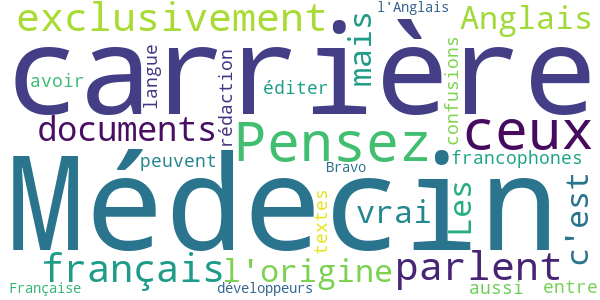 l'Anglais
exclusivement
mais
Anglais
carrière
langue
avoir
rédaction
éditer
confusions
documents
Pensez
ceux
peuvent
Bravo
francophones
Médecin
textes
vrai
Les
c'est
français
l'origine
parlent
Française
développeurs
aussi
entre